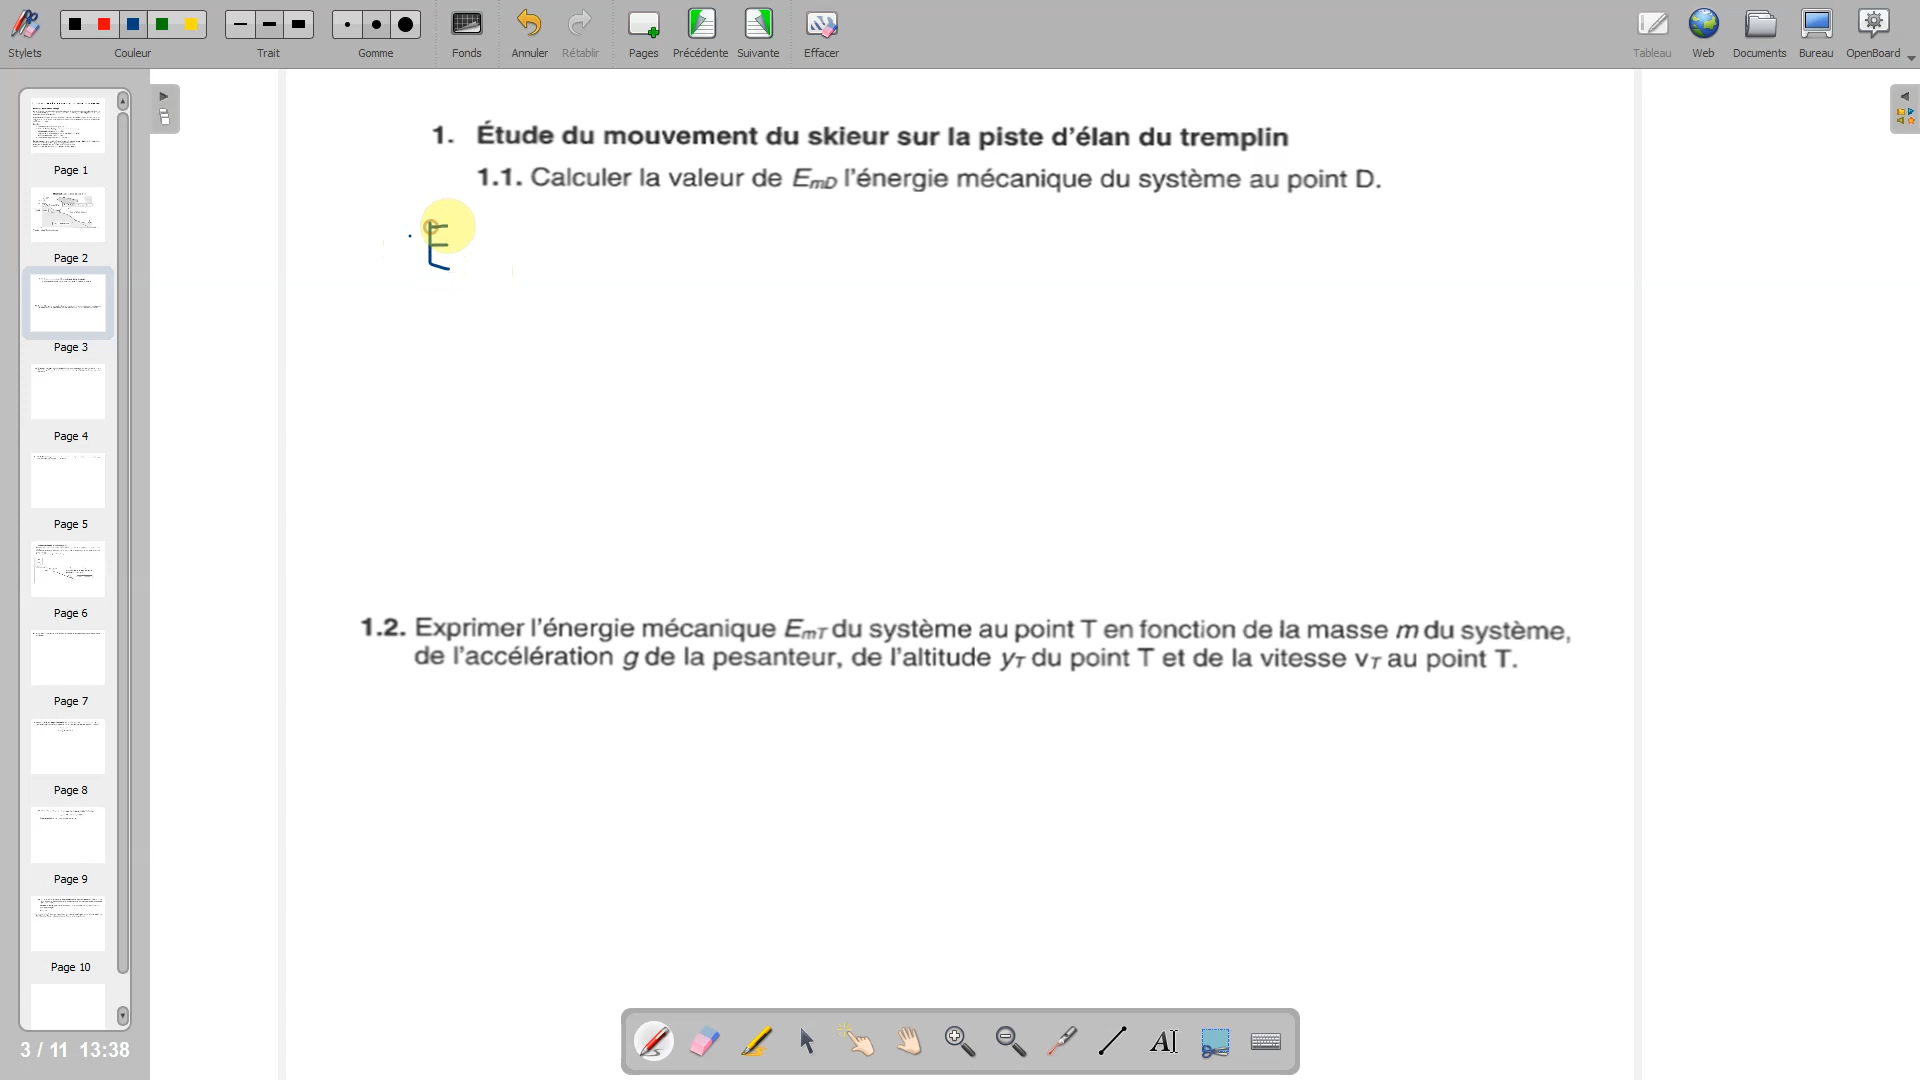 Stylets
Couleur
Trait
Gomme
Fonds
Annuler
Rétablir
Pages
Précédente
Suivante
Effacer
Tableau
Web
Documents
Bureau
OpenBoard
Page 1
Page 2
Page 3
Page 4
Page 5
Page 6
Page 7
Page 8
Page 9
Page 10
3 / 11 13:38
1. Étude du mouvement du skieur sur la piste d'élan du tremplin
1.1. Calculer la valeur de EmD l'énergie mécanique du système au point D.
E
1.2. Exprimer l'énergie mécanique EmT du système au point T en fonction de la masse m du système,
de l'accélération g de la pesanteur, de l'altitude yT du point T et de la vitesse vT au point T.
AI